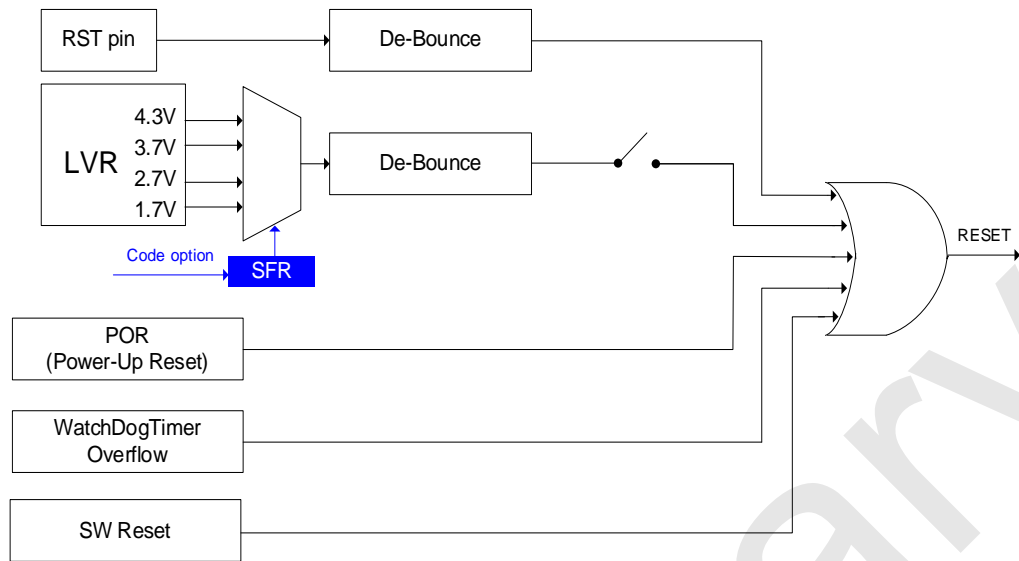 RST pin
De-Bounce
LVR
4.3V
3.7V
2.7V
1.7V
De-Bounce
Code option
SFR
RESET
POR
(Power-Up Reset)
WatchDogTimer
Overflow
SW Reset